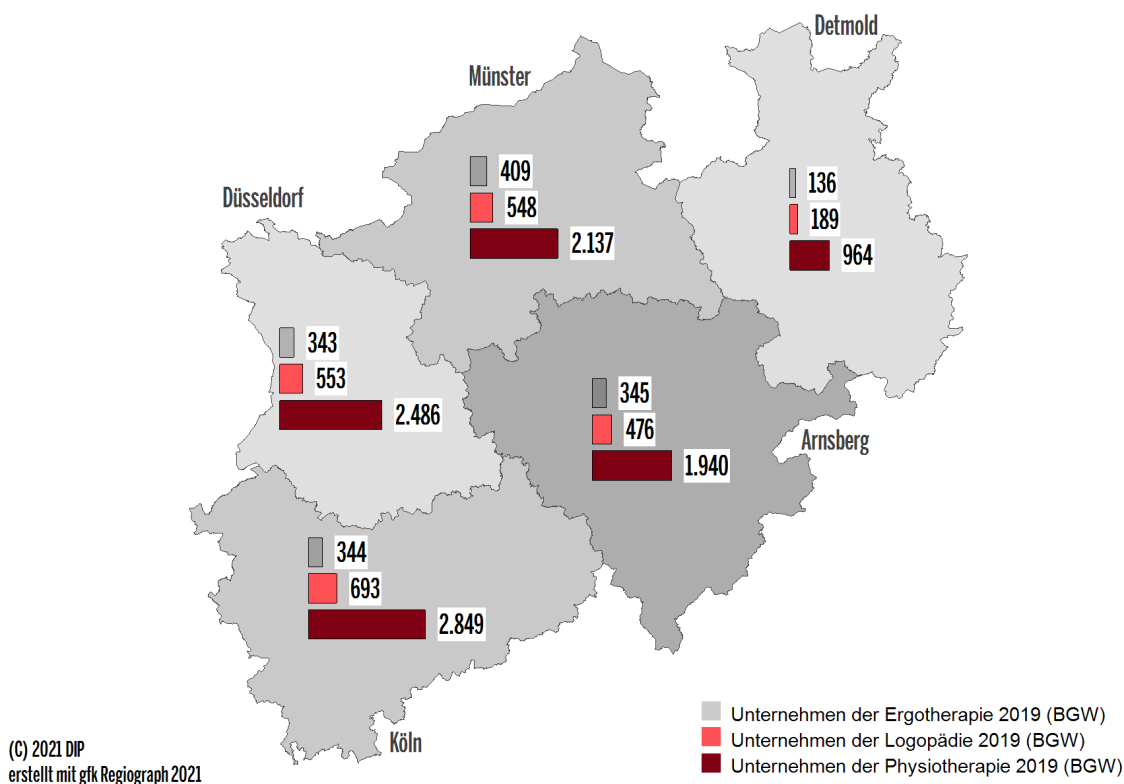 Detmold
Münster
409
548
2.137
136
189
964
Düsseldorf
343
553
2.486
345
476
1.940
Arnsberg
344
693
2.849
Köln
Unternehmen der Ergotherapie 2019 (BGW)
Unternehmen der Logopädie 2019 (BGW)
Unternehmen der Physiotherapie 2019 (BGW)
(C) 2021 DIP
erstellt mit gfk Regiograph 2021